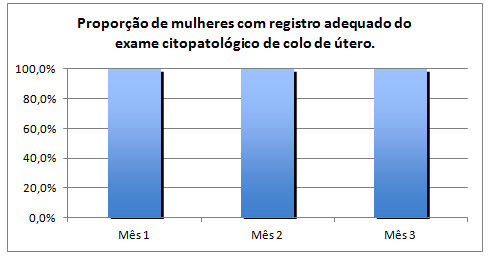 Proporção de mulheres com registro adequado do
exame citopatológico de colo de útero.
100,0%
80,0%
60,0%
40,0%
20,0%
0,0%
Mês 1
Mês 2
Mês 3